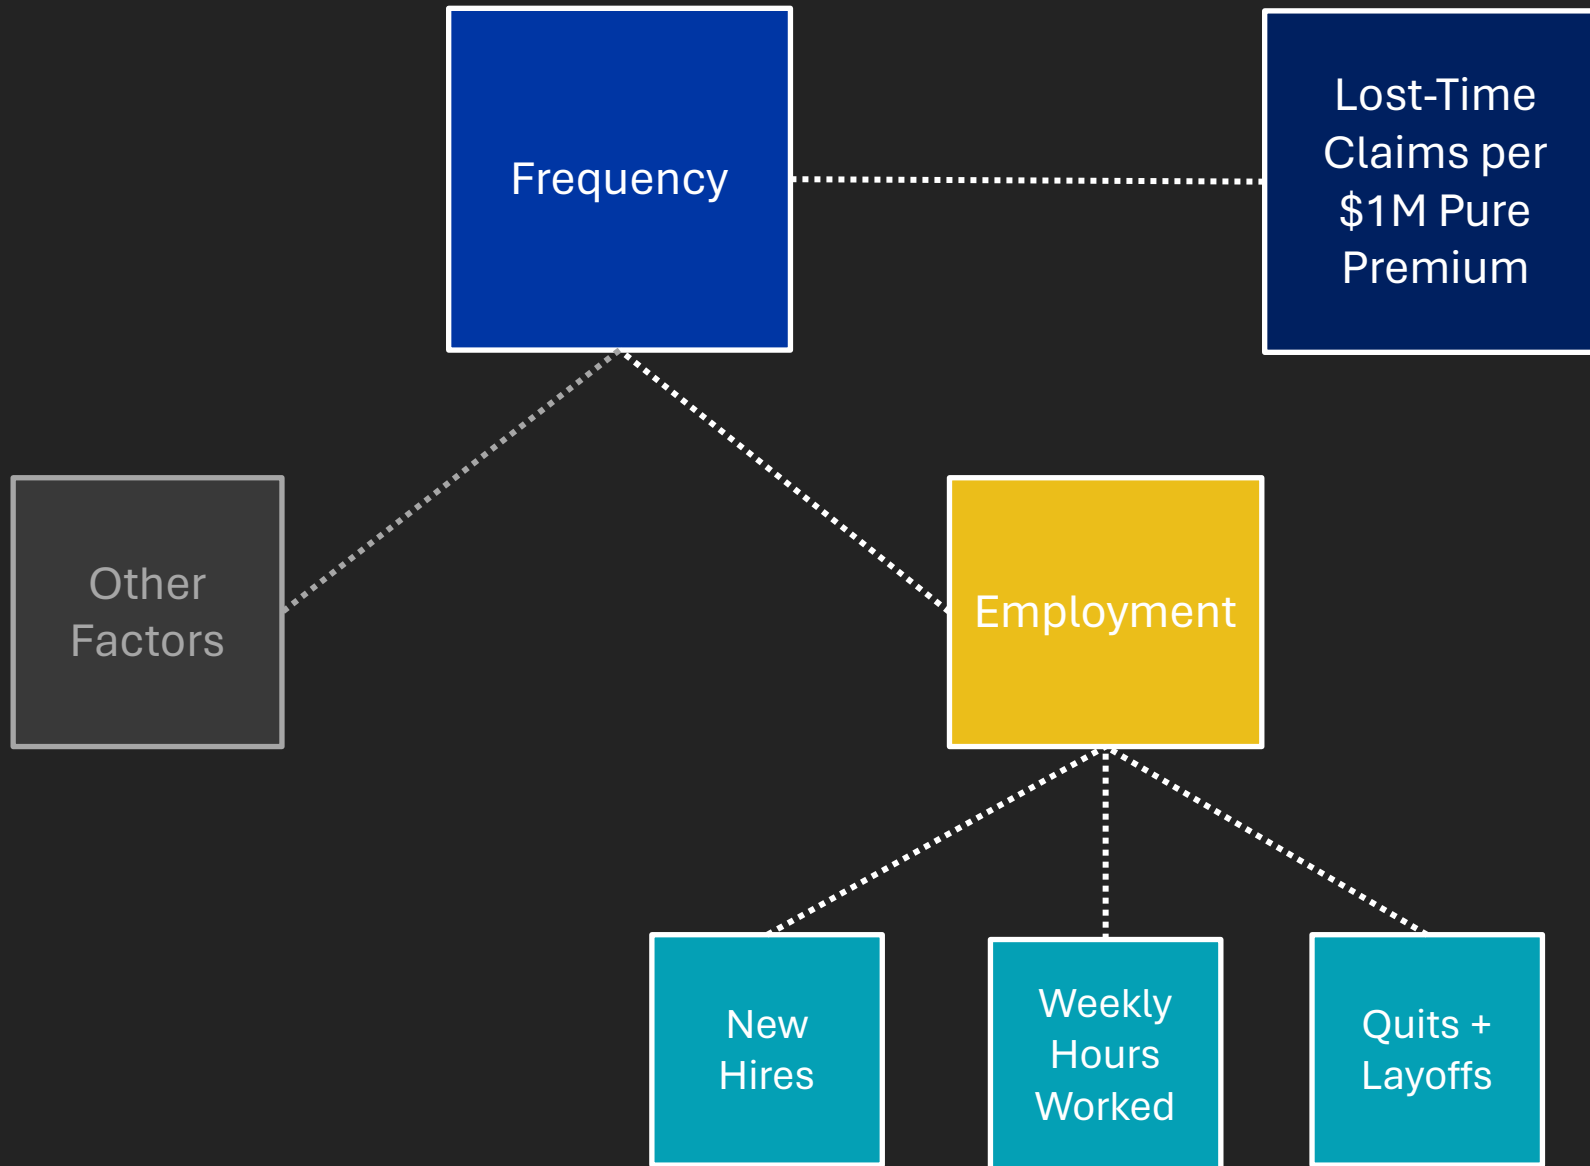 Frequency
Lost-Time
Claims per
$1M Pure
Premium
Other
Factors
Employment
New
Hires
Weekly
Hours
Worked
Quits +
Layoffs